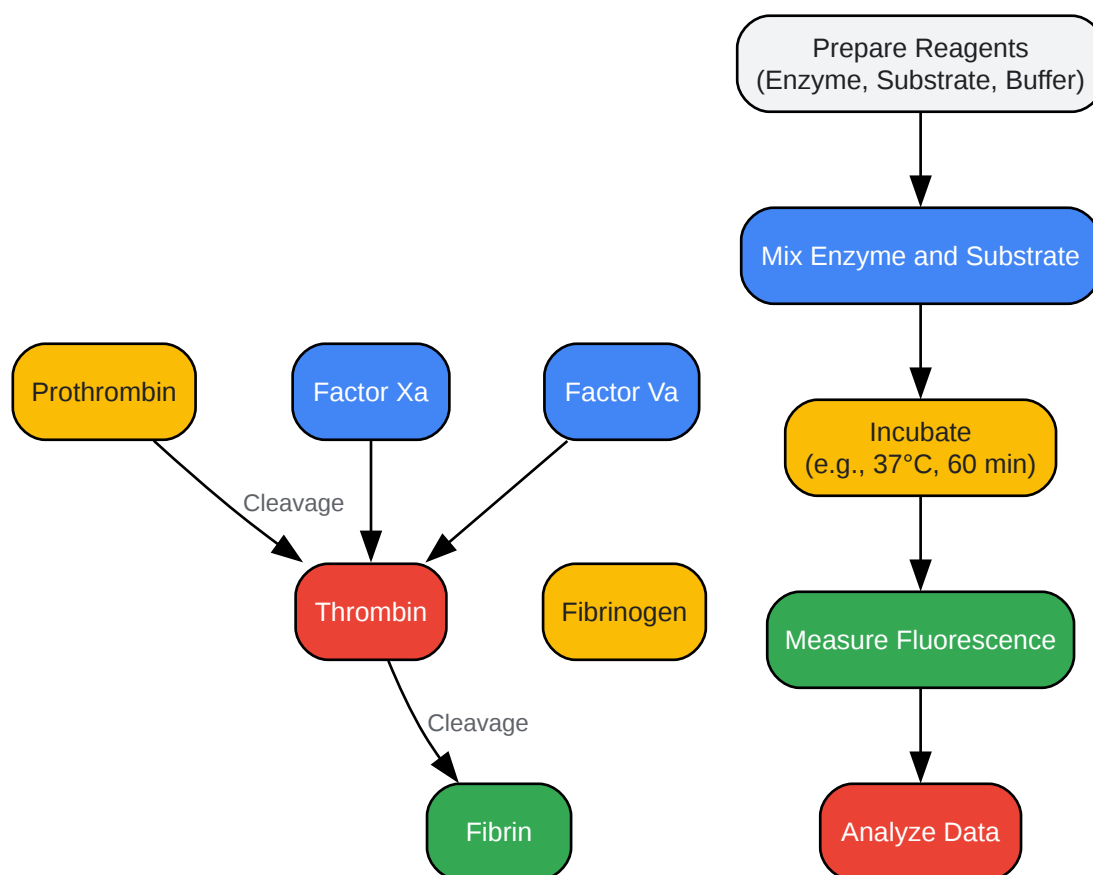 Prepare Reagents
(Enzyme, Substrate, Buffer)
Mix Enzyme and Substrate
Prothrombin
Factor Xa
Factor Va
Incubate
(e.g., 37°C, 60 min)
Cleavage
Thrombin
Fibrinogen
Measure Fluorescence
Cleavage
Fibrin
Analyze Data